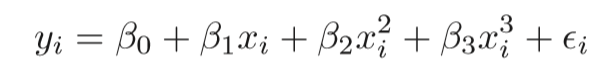 yᵢ = β₀ + β₁xᵢ + β₂xᵢ² + β₃xᵢ³ + ϵᵢ